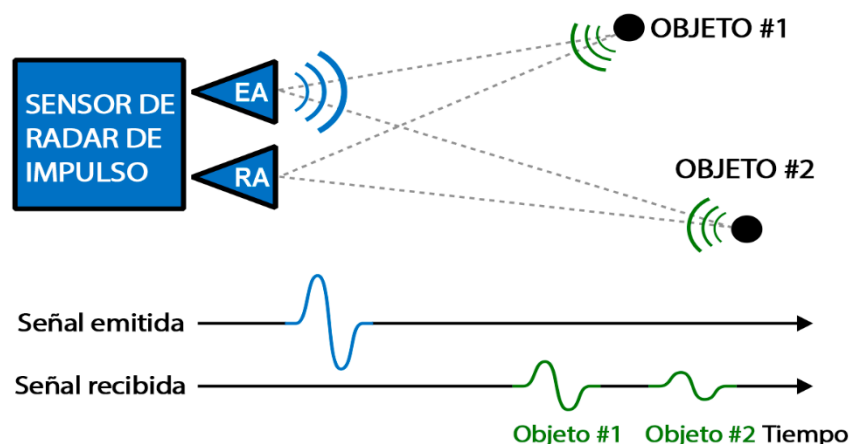 OBJETO #1
SENSOR DE
RADAR DE
IMPULSO
EA
RA
OBJETO #2
Señal emitida
Señal recibida
Objeto #1 Objeto #2 Tiempo